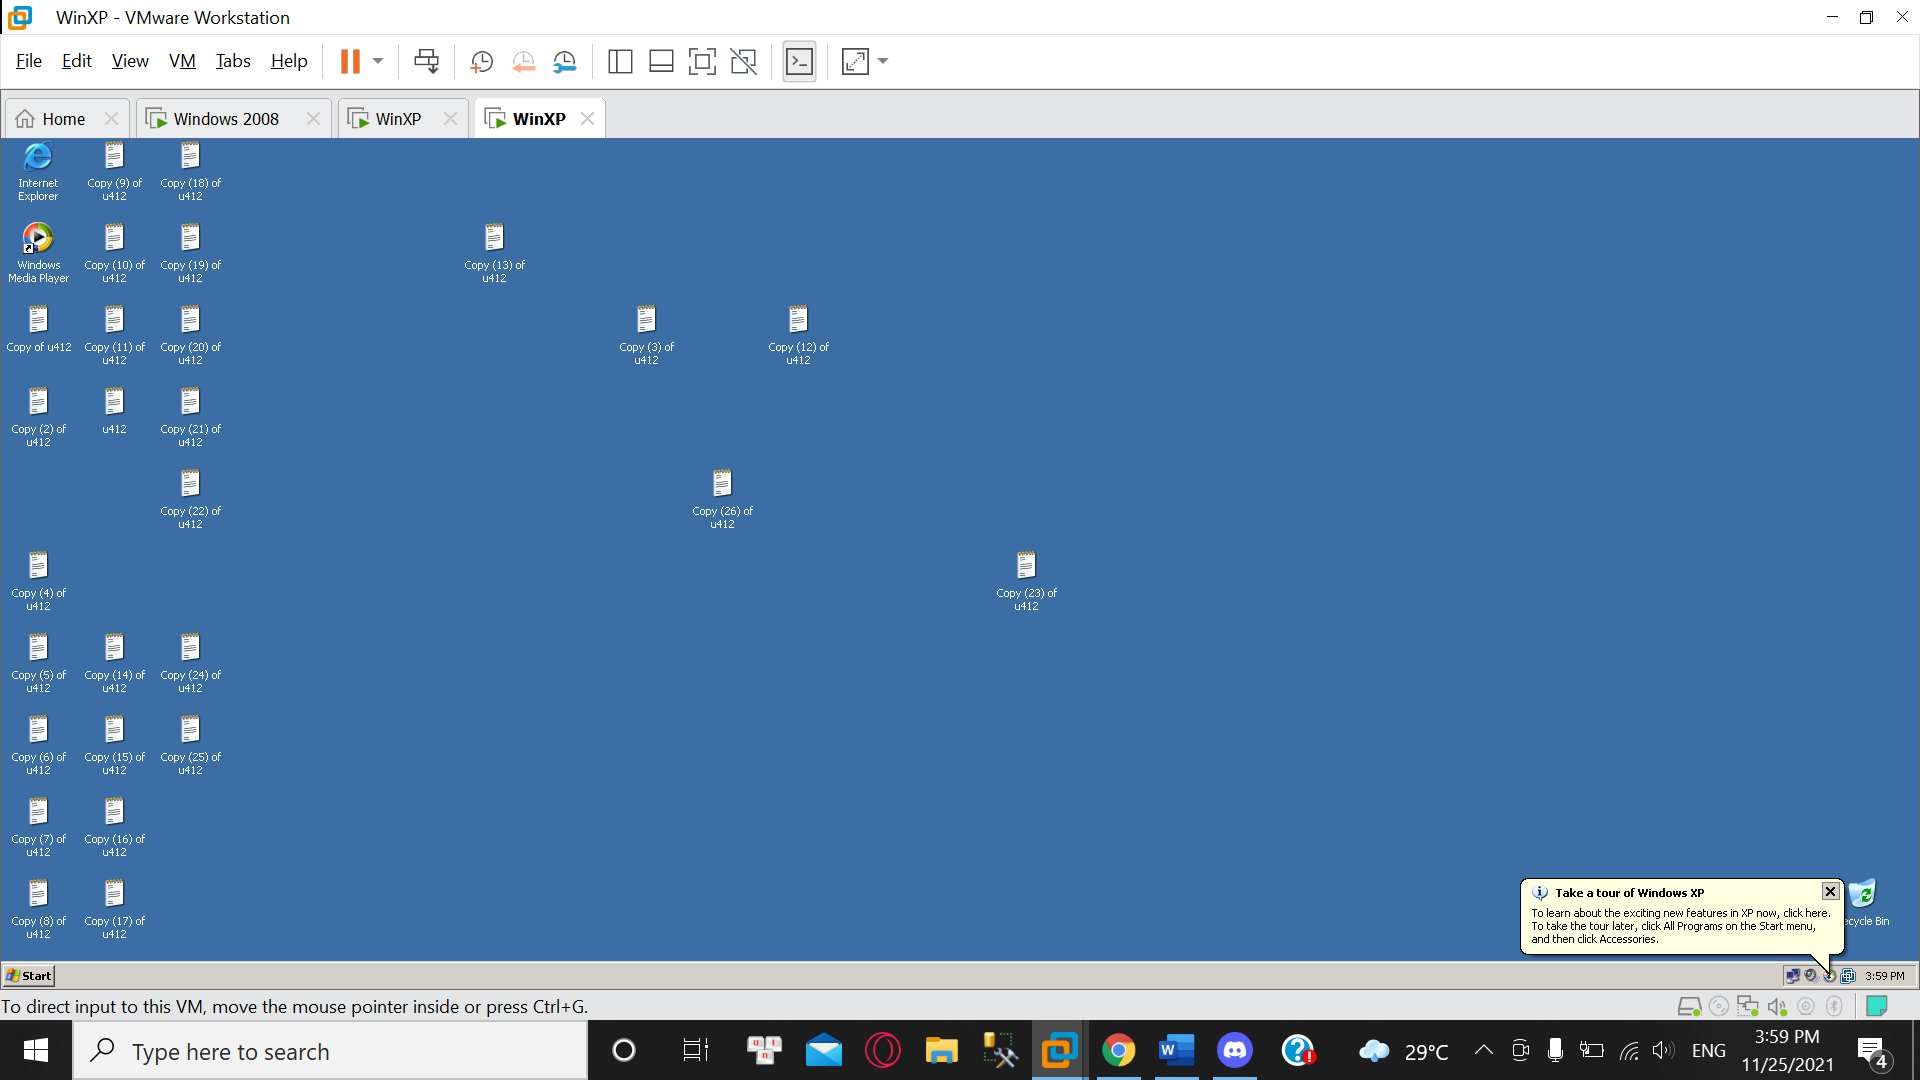 WinXP - VMware Workstation
File Edit View VM Tabs Help
Home Windows 2008 WinXP WinXP
Internet Explorer
Copy (9) of u412
Copy (18) of u412
Windows Media Player
Copy (10) of u412
Copy (19) of u412
Copy (13) of u412
Copy of u412
Copy (11) of u412
Copy (20) of u412
Copy (3) of u412
Copy (12) of u412
Copy (2) of u412
u412
Copy (21) of u412
Copy (22) of u412
Copy (26) of u412
Copy (4) of u412
Copy (23) of u412
Copy (5) of u412
Copy (14) of u412
Copy (24) of u412
Copy (6) of u412
Copy (15) of u412
Copy (25) of u412
Copy (7) of u412
Copy (16) of u412
Copy (8) of u412
Copy (17) of u412
Take a tour of Windows XP
To learn about the exciting new features in XP now, click here.
To take the tour later, click All Programs on the Start menu,
and then click Accessories.
ecycle Bin
Start
3:59 PM
To direct input to this VM, move the mouse pointer inside or press Ctrl+G.
Type here to search
29°C
ENG
3:59 PM
11/25/2021
4